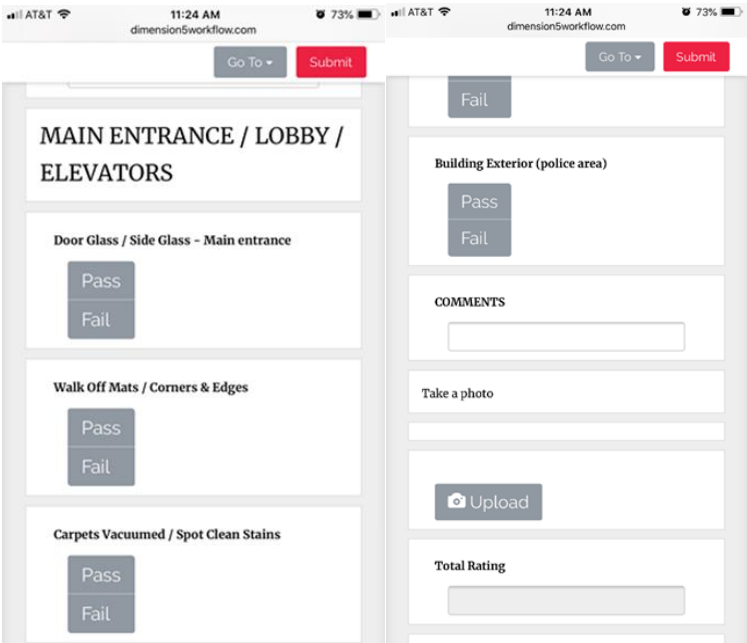 AT&T 11:24 AM 73%
dimension5workflow.com
Go To Submit
MAIN ENTRANCE / LOBBY /
ELEVATORS
Door Glass / Side Glass - Main entrance
Pass
Fail
Walk Off Mats / Corners & Edges
Pass
Fail
Carpets Vacuumed / Spot Clean Stains
Pass
Fail
AT&T 11:24 AM 73%
dimension5workflow.com
Go To Submit
Fail
Building Exterior (police area)
Pass
Fail
COMMENTS
Take a photo
Upload
Total Rating